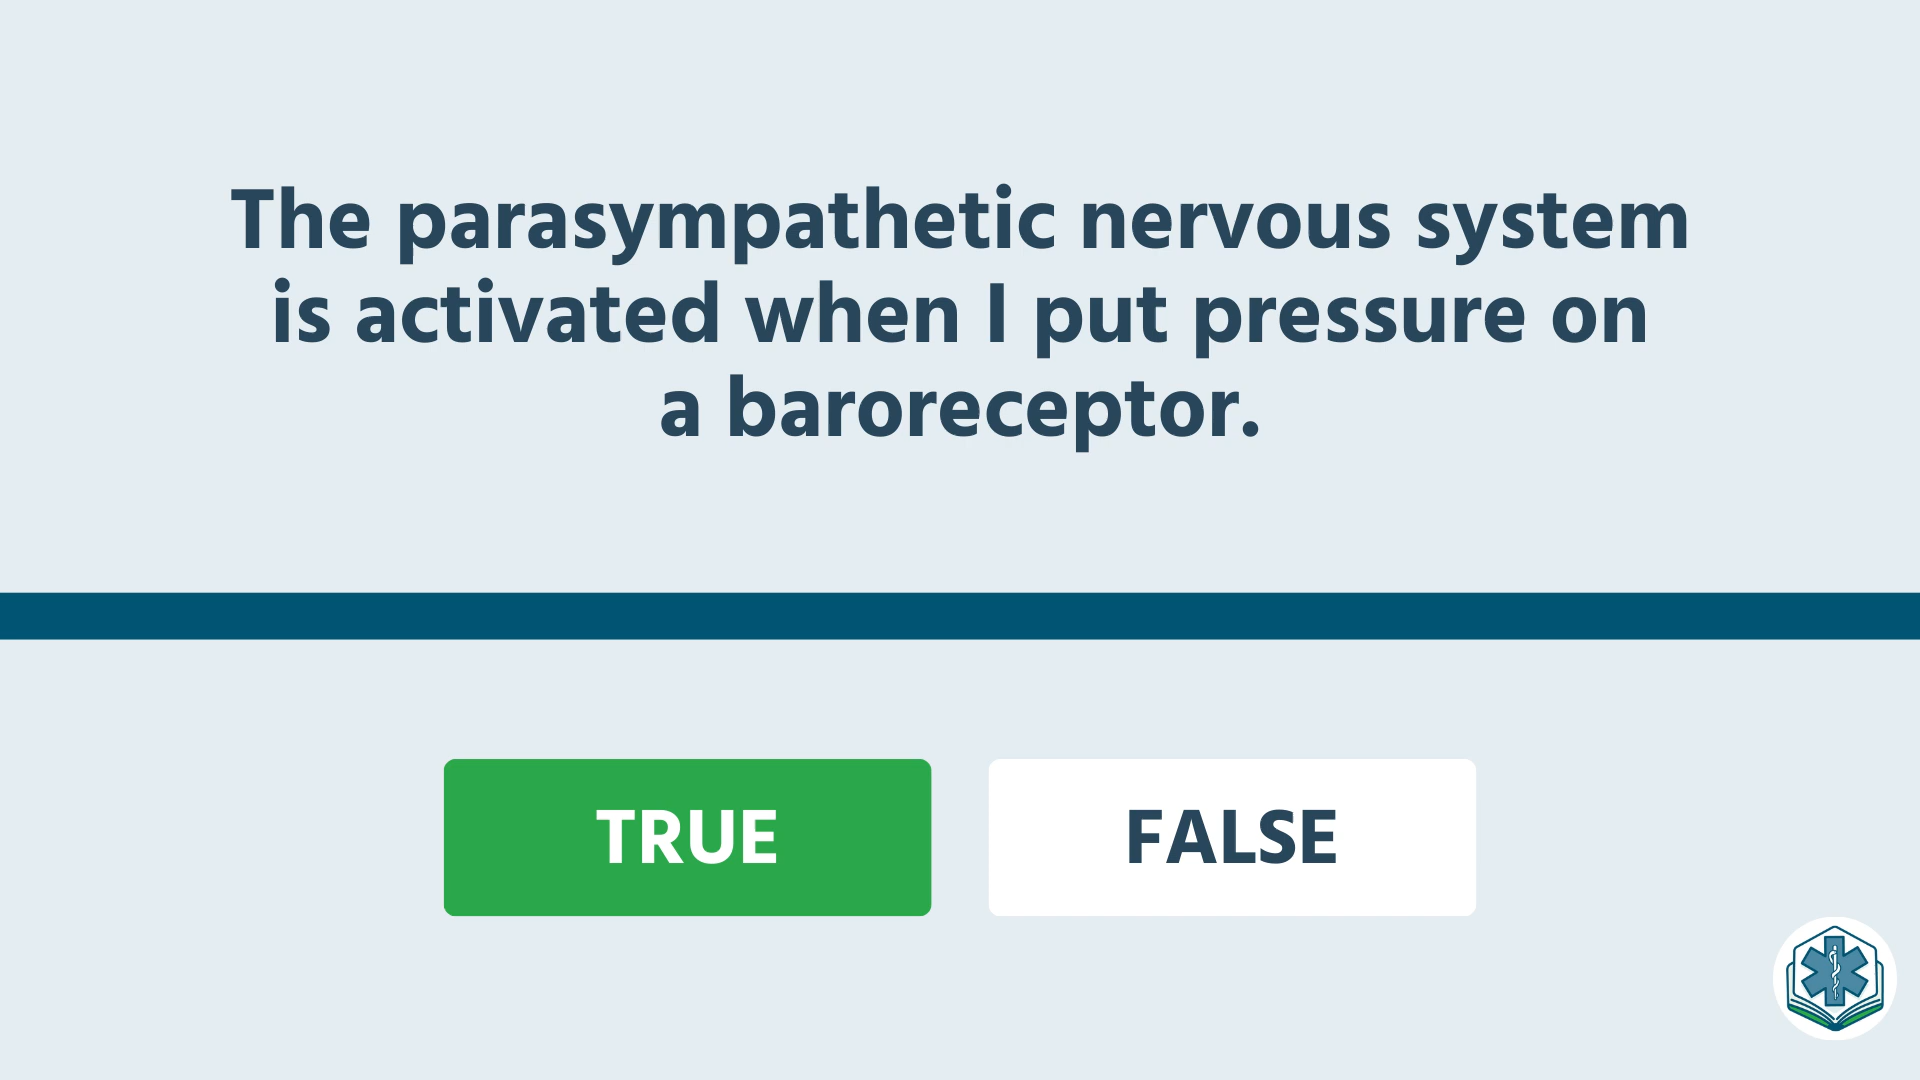 The parasympathetic nervous system
is activated when I put pressure on
a baroreceptor.
TRUE
FALSE